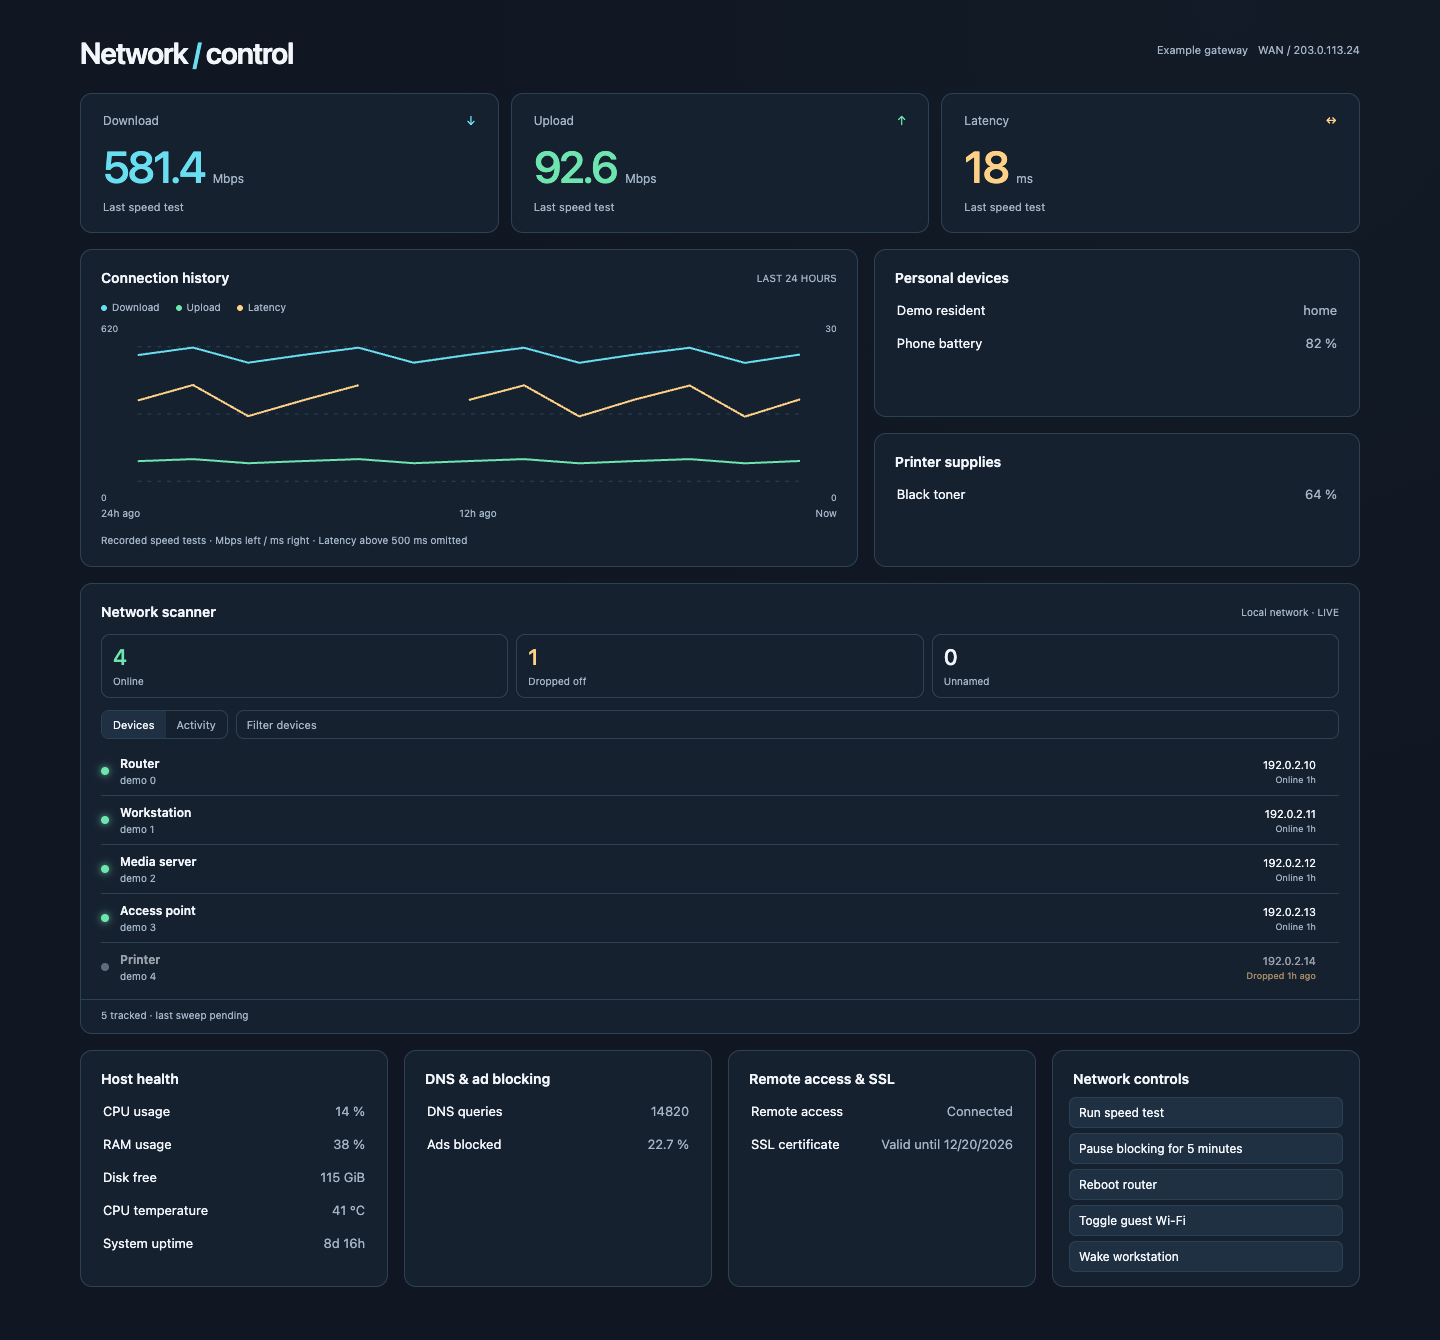 Network / control
Example gateway WAN / 203.0.113.24
Download ↓
581.4 Mbps
Last speed test
Upload ↑
92.6 Mbps
Last speed test
Latency ↔
18 ms
Last speed test
Connection history
LAST 24 HOURS
Download Upload Latency
620 30
0 0
24h ago 12h ago Now
Recorded speed tests · Mbps left / ms right · Latency above 500 ms omitted
Personal devices
Demo resident home
Phone battery 82 %
Printer supplies
Black toner 64 %
Network scanner
Local network · LIVE
4
Online
1
Dropped off
0
Unnamed
Devices Activity Filter devices
Router 192.0.2.10
demo 0 Online 1h
Workstation 192.0.2.11
demo 1 Online 1h
Media server 192.0.2.12
demo 2 Online 1h
Access point 192.0.2.13
demo 3 Online 1h
Printer 192.0.2.14
demo 4 Dropped 1h ago
5 tracked · last sweep pending
Host health
CPU usage 14 %
RAM usage 38 %
Disk free 115 GiB
CPU temperature 41 °C
System uptime 8d 16h
DNS & ad blocking
DNS queries 14820
Ads blocked 22.7 %
Remote access & SSL
Remote access Connected
SSL certificate Valid until 12/20/2026
Network controls
Run speed test
Pause blocking for 5 minutes
Reboot router
Toggle guest Wi-Fi
Wake workstation